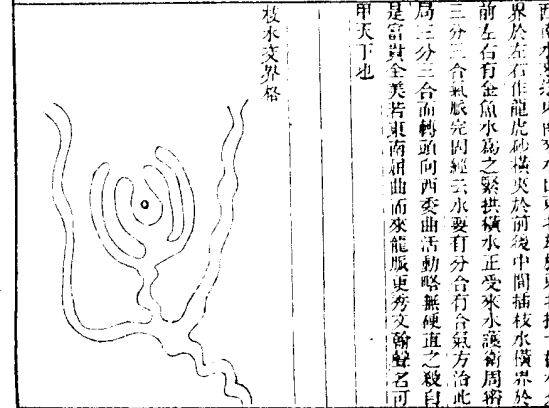 界於左右作龍虎砂橫夾於前後中間插枝水橫界於
前左右有金魚水為之緊拱橫水正受來水護衛周密
三分三合氣脈完固經云水要有分合有合氣方治此
局三分三合而轉頭向西委曲活動略無硬直之殺自
是富貴全美若東南屈曲而來龍脈更秀文翰聲名可
甲天下也
枝水交界格